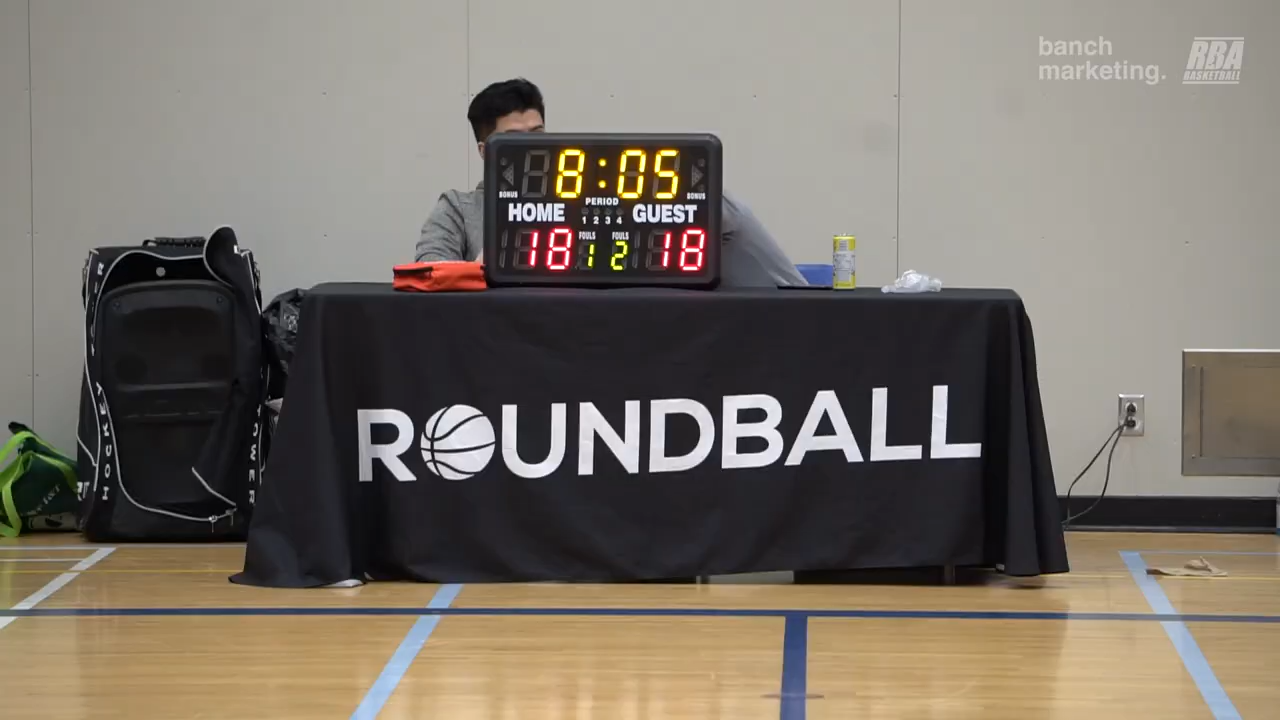 banch
marketing.
RBA
BASKETBALL
8:05
BONUS
BONUS
PERIOD
HOME
1 2 3 4
GUEST
FOULS
FOULS
18
1
2
18
ROUNDBALL
HOCKEY
TOWER